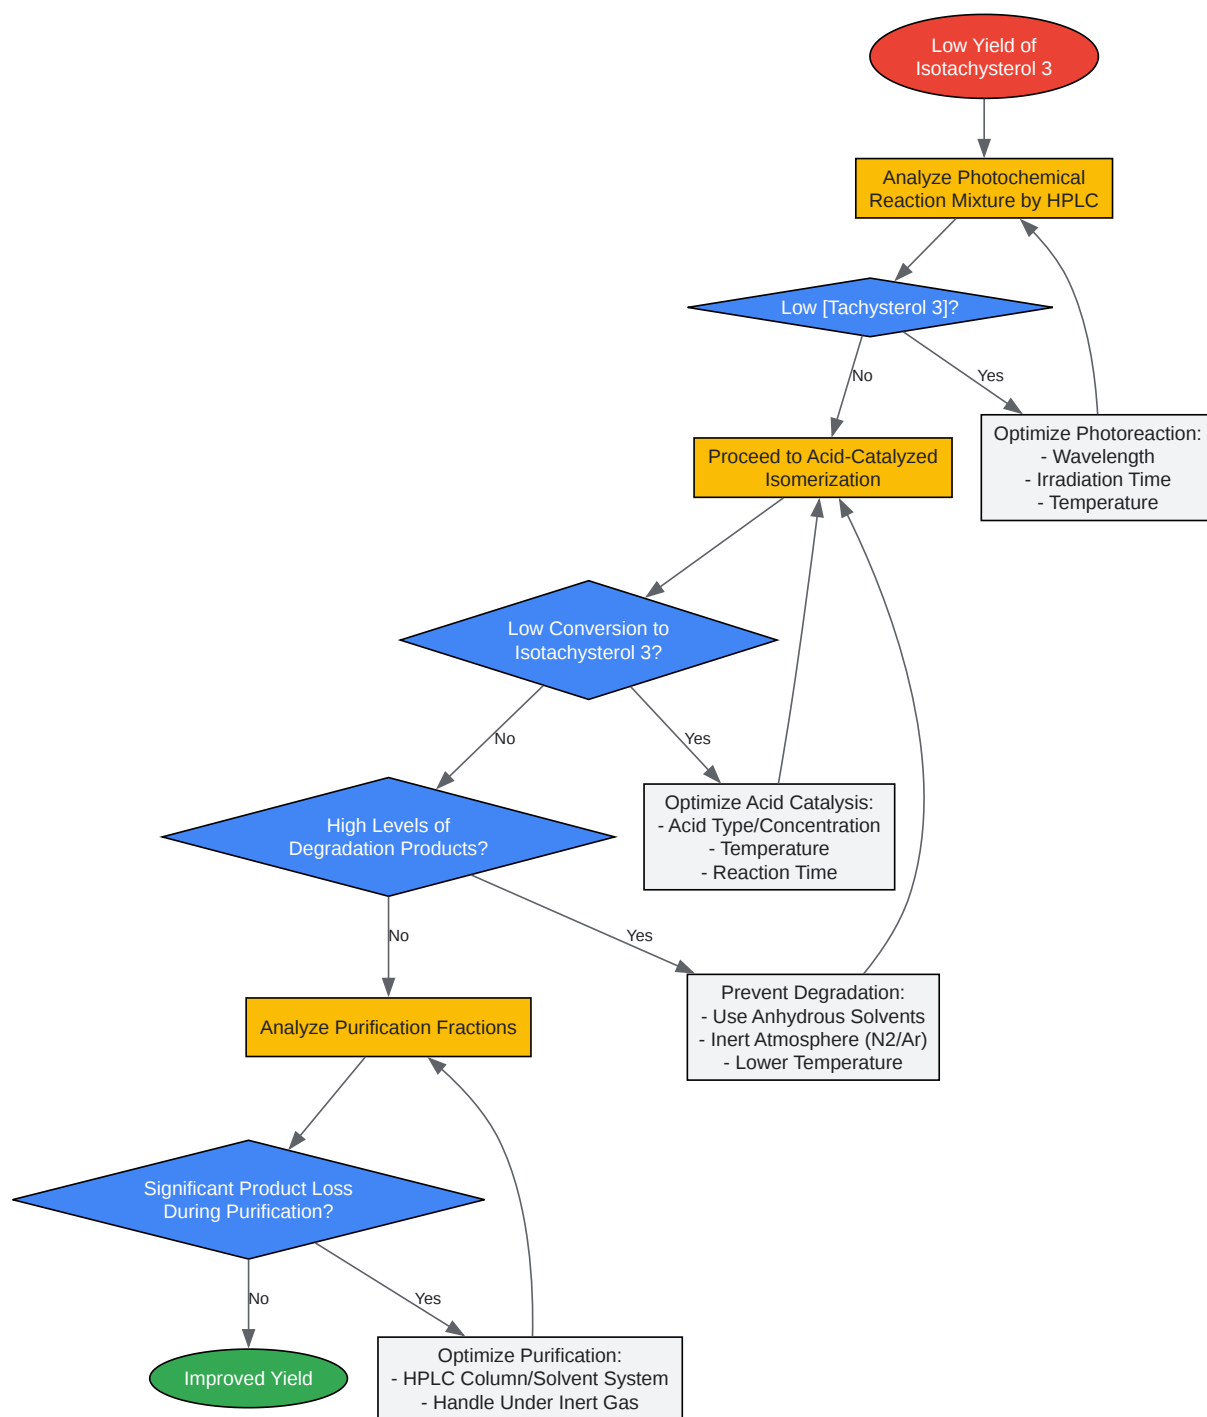 Low Yield of
Isotachysterol 3
Analyze Photochemical
Reaction Mixture by HPLC
Low [Tachysterol 3]?
No
Yes
Optimize Photoreaction:
- Wavelength
- Irradiation Time
- Temperature
Proceed to Acid-Catalyzed
Isomerization
Low Conversion to
Isotachysterol 3?
No
Yes
Optimize Acid Catalysis:
- Acid Type/Concentration
- Temperature
- Reaction Time
High Levels of
Degradation Products?
No
Yes
Prevent Degradation:
- Use Anhydrous Solvents
- Inert Atmosphere (N2/Ar)
- Lower Temperature
Analyze Purification Fractions
Significant Product Loss
During Purification?
No
Yes
Optimize Purification:
- HPLC Column/Solvent System
- Handle Under Inert Gas
Improved Yield